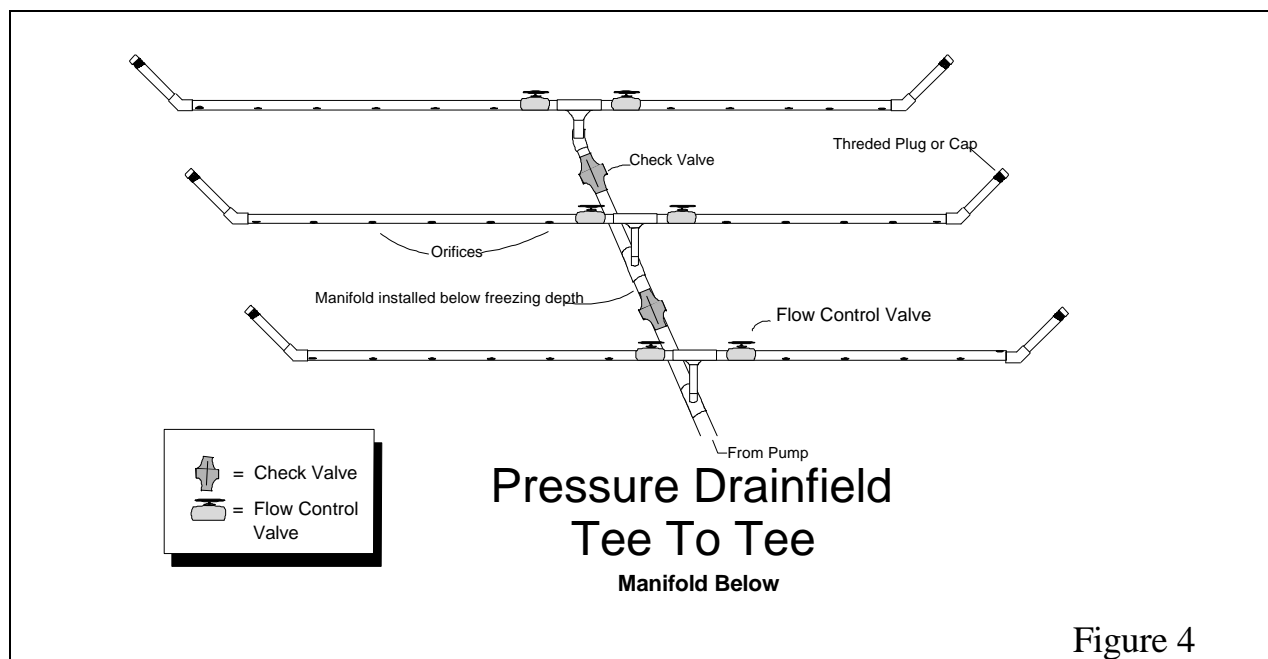 Check Valve
Threded Plug or Cap
Orifices
Manifold installed below freezing depth
Flow Control Valve
From Pump
= Check Valve
= Flow Control
Valve
Pressure Drainfield
Tee To Tee
Manifold Below
Figure 4